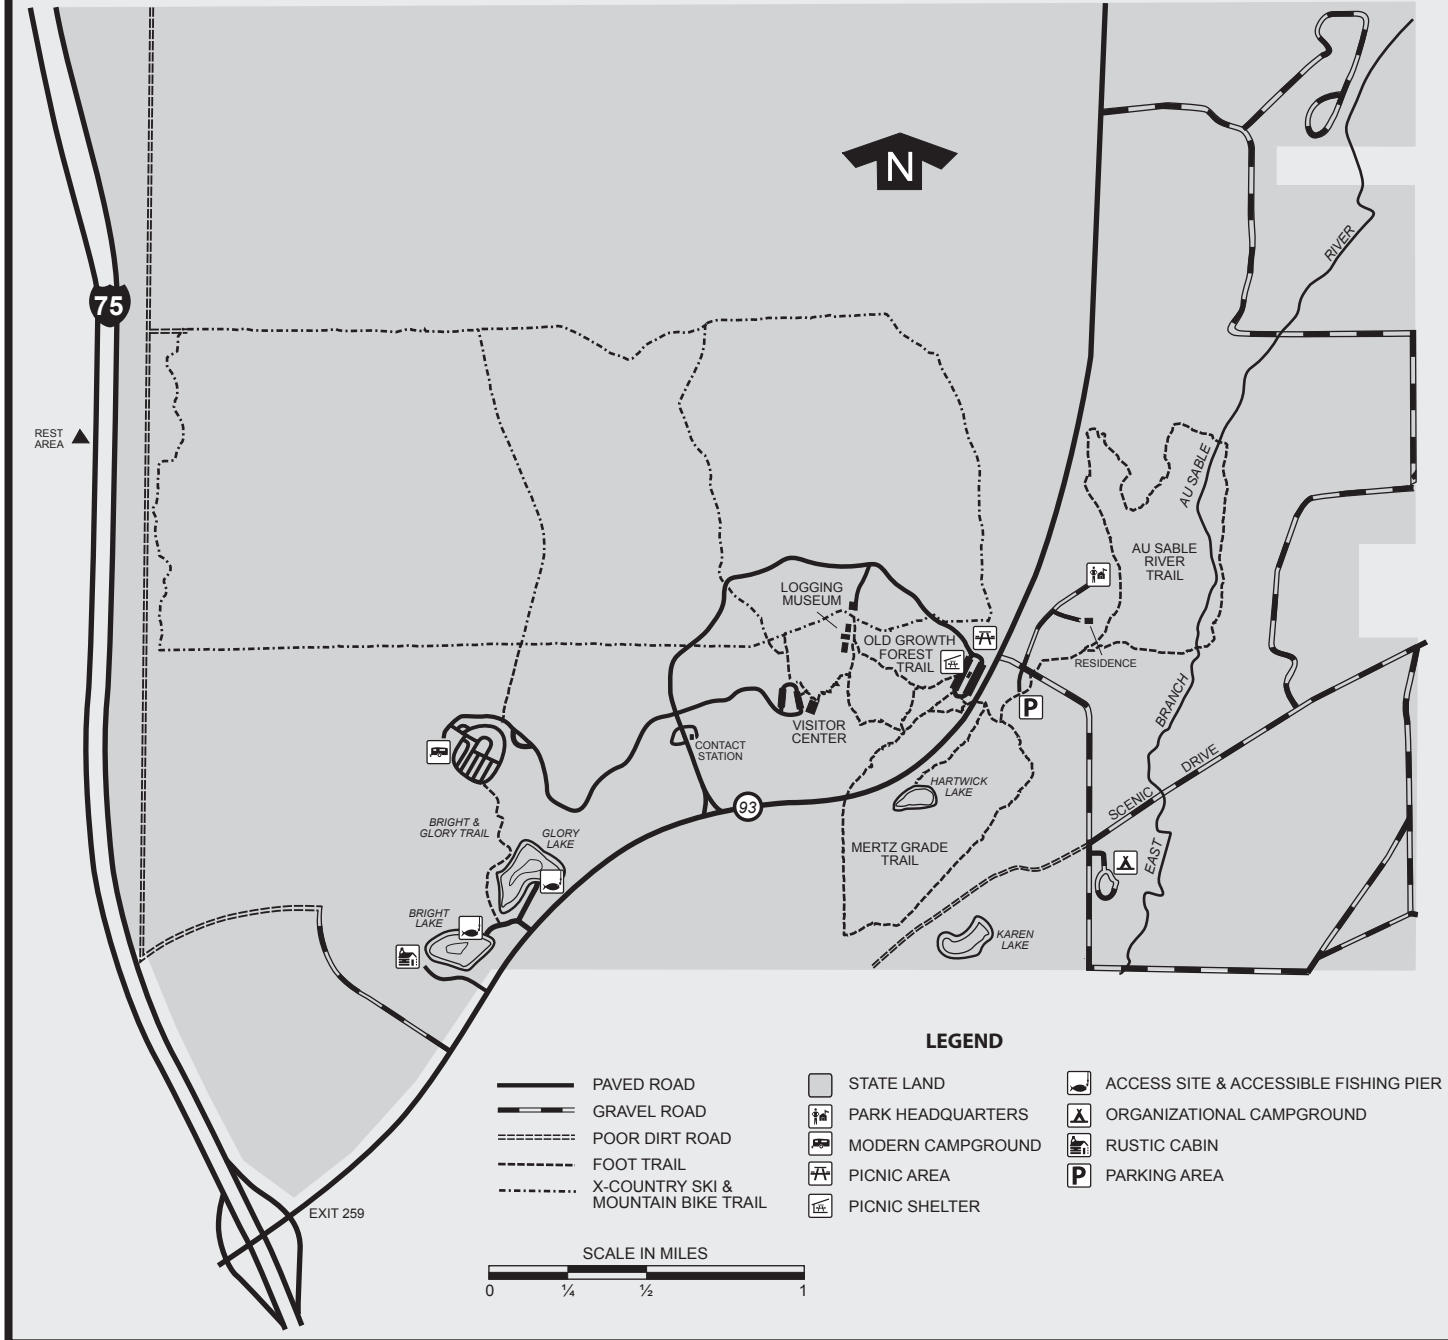 N
75
RIVER
REST
AREA
AU SABLE
AU SABLE
RIVER
TRAIL
LOGGING
MUSEUM
OLD GROWTH
FOREST
TRAIL
RESIDENCE
P
BRANCH
VISITOR
CENTER
CONTACT
STATION
DRIVE
SCENIC
HARTWICK
LAKE
93
BRIGHT &
GLORY TRAIL
GLORY
LAKE
MERTZ GRADE
TRAIL
EAST
BRIGHT
LAKE
KAREN
LAKE
EXIT 259
LEGEND
PAVED ROAD
GRAVEL ROAD
POOR DIRT ROAD
FOOT TRAIL
X-COUNTRY SKI &
MOUNTAIN BIKE TRAIL
STATE LAND
PARK HEADQUARTERS
MODERN CAMPGROUND
PICNIC AREA
PICNIC SHELTER
ACCESS SITE & ACCESSIBLE FISHING PIER
ORGANIZATIONAL CAMPGROUND
RUSTIC CABIN
P PARKING AREA
SCALE IN MILES
0 ¼ ½ 1